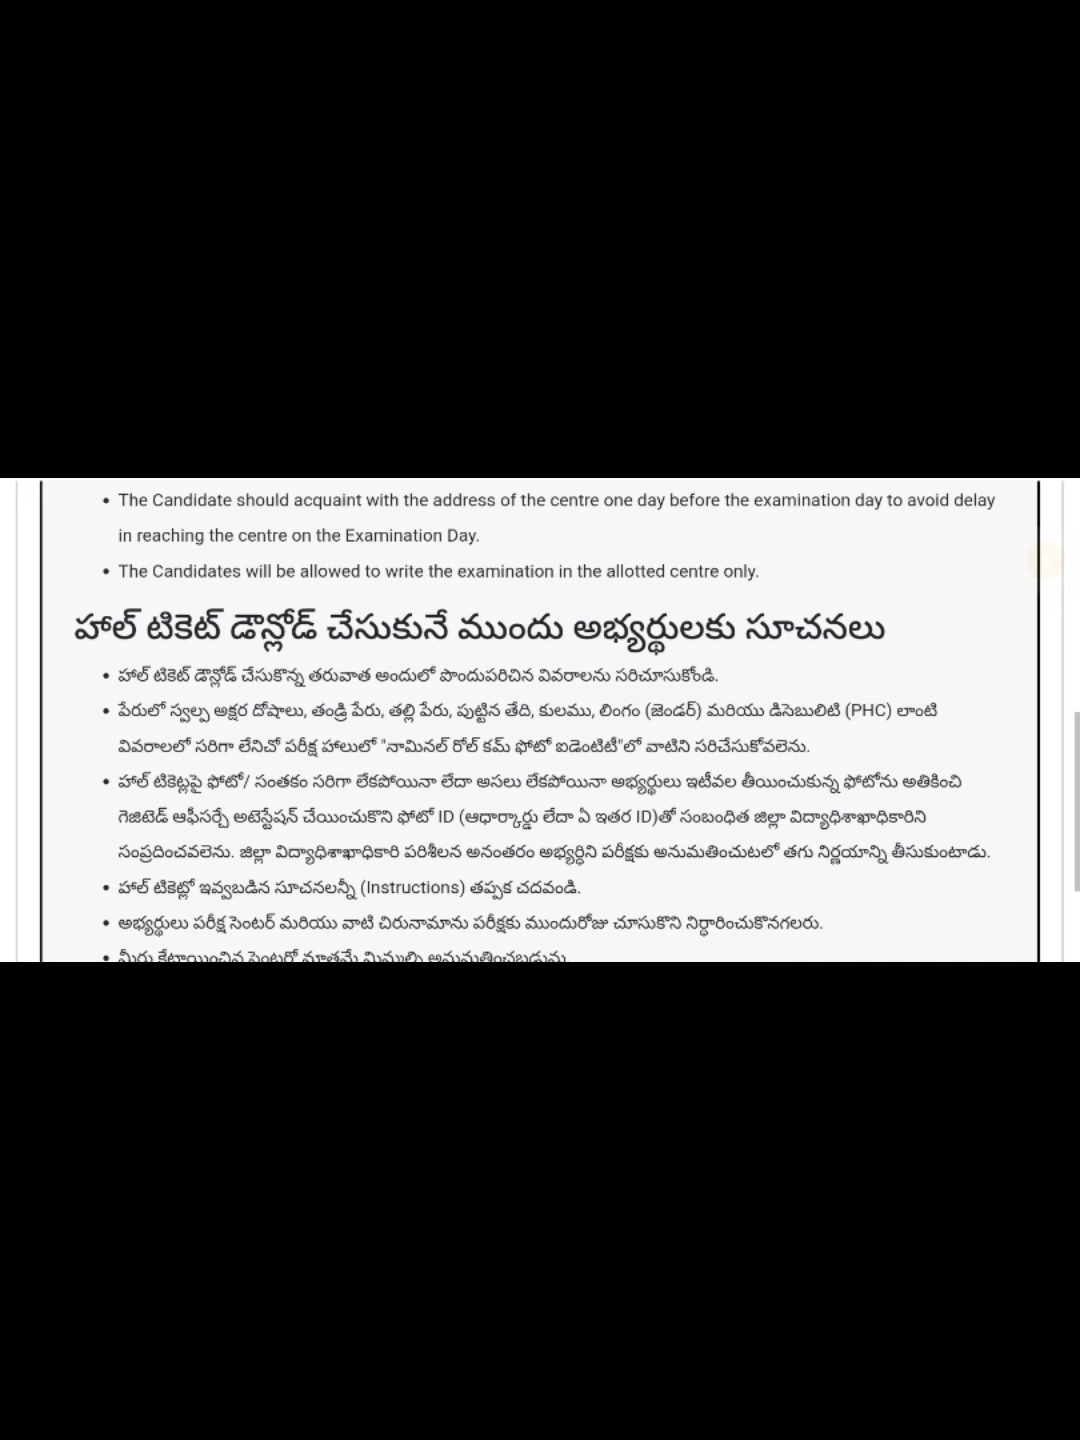 • The Candidate should acquaint with the address of the centre one day before the examination day to avoid delay
in reaching the centre on the Examination Day.
• The Candidates will be allowed to write the examination in the allotted centre only.
హాల్ టికెట్ డౌన్లోడ్ చేసుకునే ముందు అభ్యర్థులకు సూచనలు
• హాల్ టికెట్ డౌన్లోడ్ చేసుకొన్న తరువాత అందులో పొందుపరిచిన వివరాలను సరిచూసుకోండి.
• పేరులో స్వల్ప అక్షర దోషాలు, తండ్రి పేరు, తల్లి పేరు, పుట్టిన తేది, కులము, లింగం (జెండర్) మరియు డిసెబులిటి (PHC) లాంటి
వివరాలలో సరిగా లేనిచో పరీక్ష హాలులో "నామినల్ రోల్ కమ్ ఫోటో ఐడెంటిటీ"లో వాటిని సరిచేసుకోవలెను.
• హాల్ టికెట్లపై ఫోటో/ సంతకం సరిగా లేకపోయినా లేదా అసలు లేకపోయినా అభ్యర్థులు ఇటీవల తీయించుకున్న ఫోటోను అతికించి
గెజిటెడ్ ఆఫీసర్చే అటెస్టేషన్ చేయించుకొని ఫోటో ID (ఆధార్కార్డు లేదా ఏ ఇతర ID)తో సంబంధిత జిల్లా విద్యాధిశాఖాధికారిని
సంప్రదించవలెను. జిల్లా విద్యాధిశాఖాధికారి పరిశీలన అనంతరం అభ్యర్ధిని పరీక్షకు అనుమతించుటలో తగు నిర్ణయాన్ని తీసుకుంటాడు.
• హాల్ టికెట్లో ఇవ్వబడిన సూచనలన్నీ (Instructions) తప్పక చదవండి.
• అభ్యర్థులు పరీక్ష సెంటర్ మరియు వాటి చిరునామాను పరీక్షకు ముందురోజు చూసుకొని నిర్ధారించుకొనగలరు.
• మీరు కేటాయించిన సెంటర్లో మాత్రమే మిమ్మల్ని అనుమతించబడును